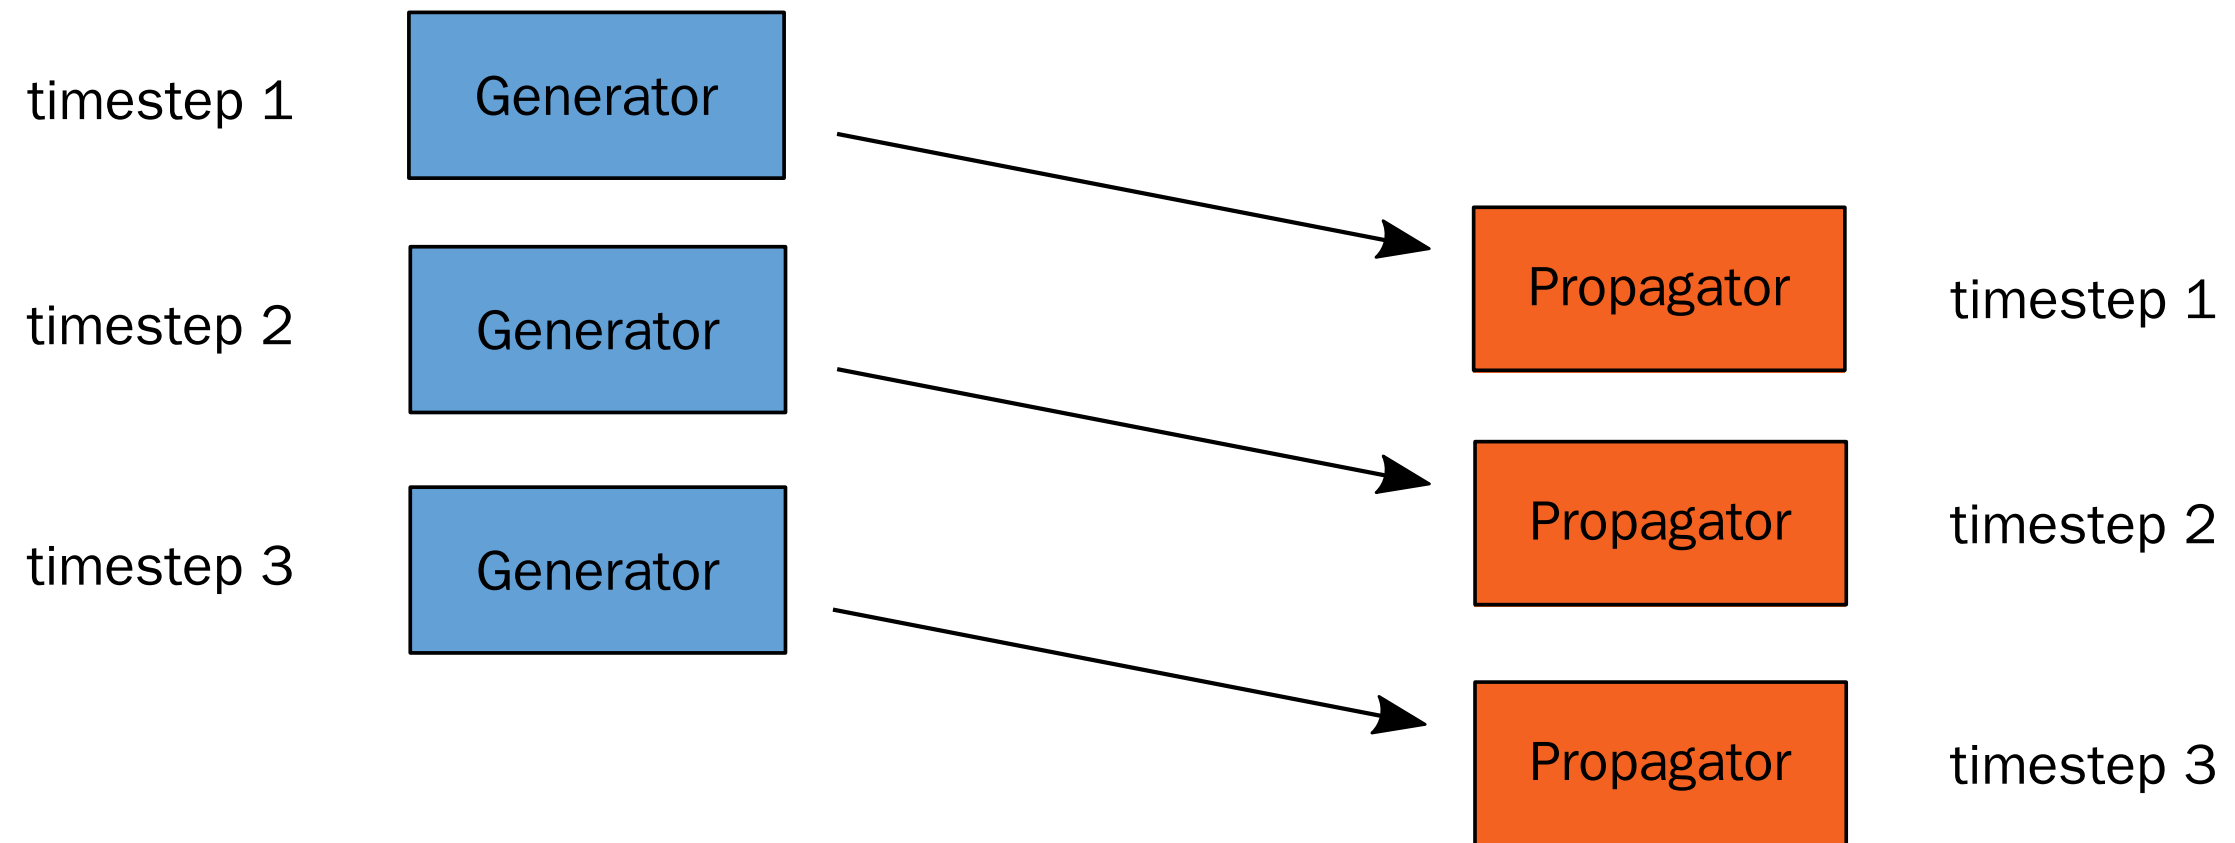 timestep 1
Generator
Propagator
timestep 1
timestep 2
Generator
Propagator
timestep 2
timestep 3
Generator
Propagator
timestep 3